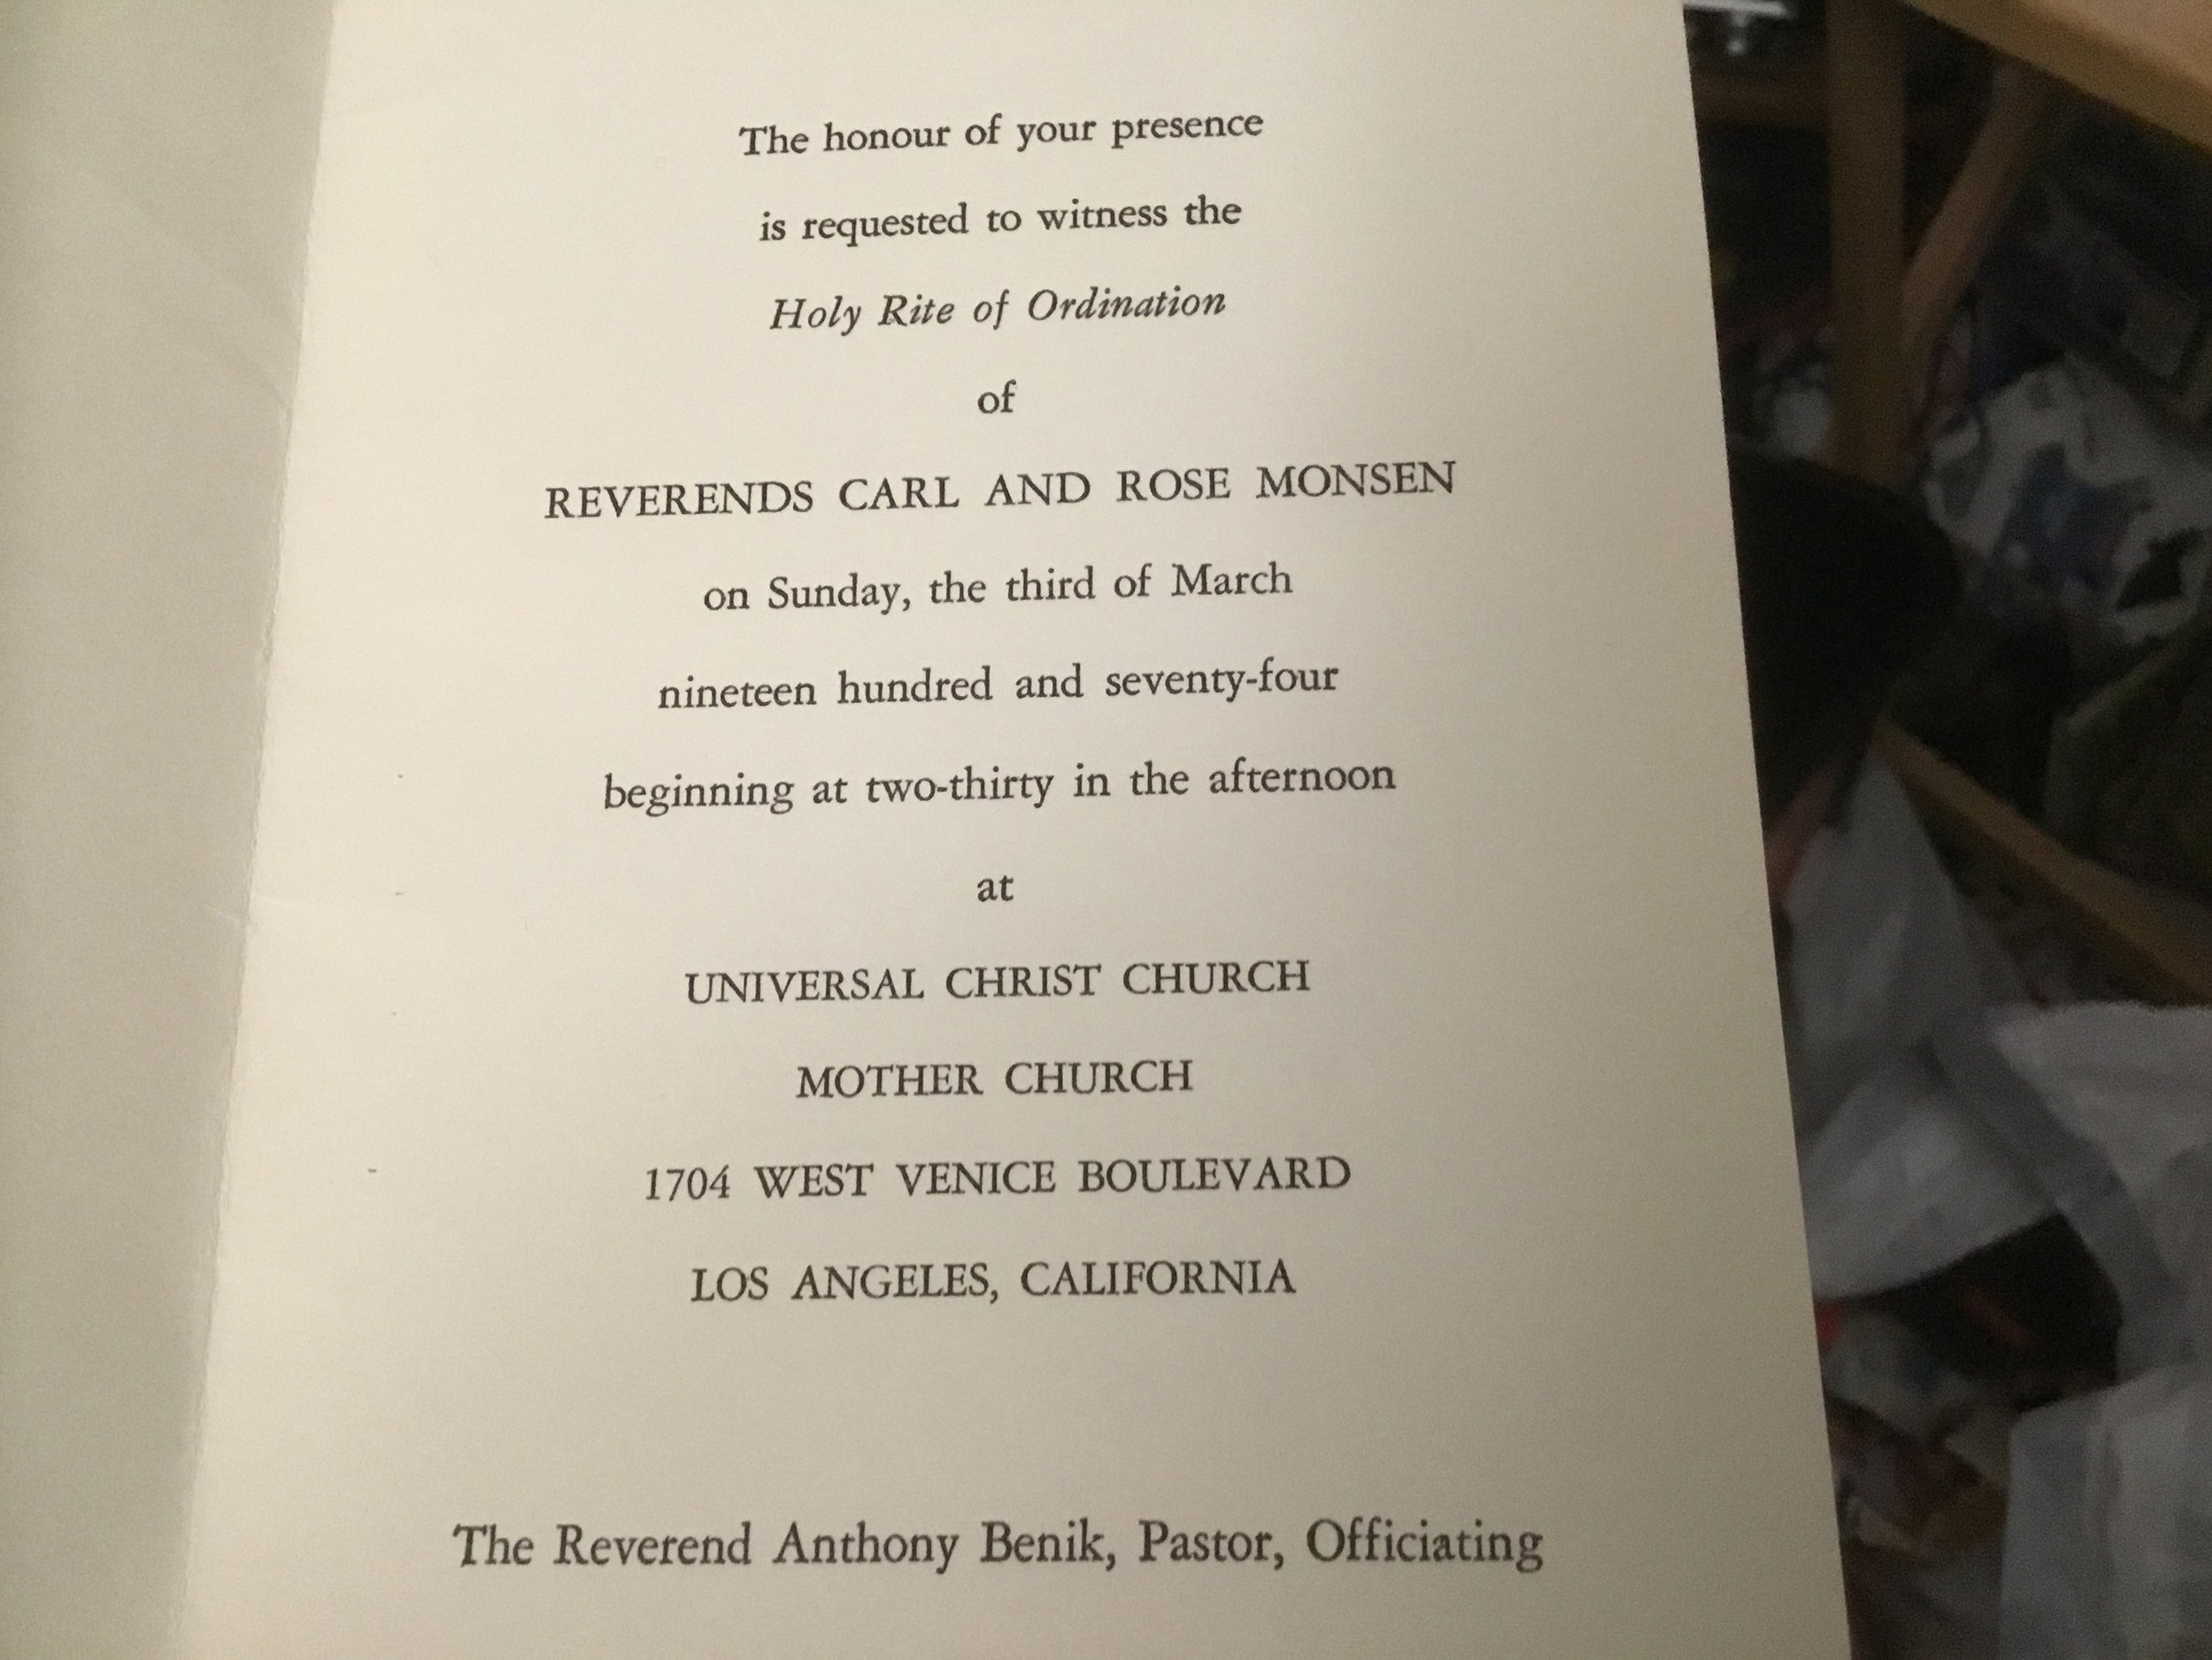 The honour of your presence
is requested to witness the
Holy Rite of Ordination
of
REVERENDS CARL AND ROSE MONSEN
on Sunday, the third of March
nineteen hundred and seventy-four
beginning at two-thirty in the afternoon
at
UNIVERSAL CHRIST CHURCH
MOTHER CHURCH
1704 WEST VENICE BOULEVARD
LOS ANGELES, CALIFORNIA
The Reverend Anthony Benik, Pastor, Officiating